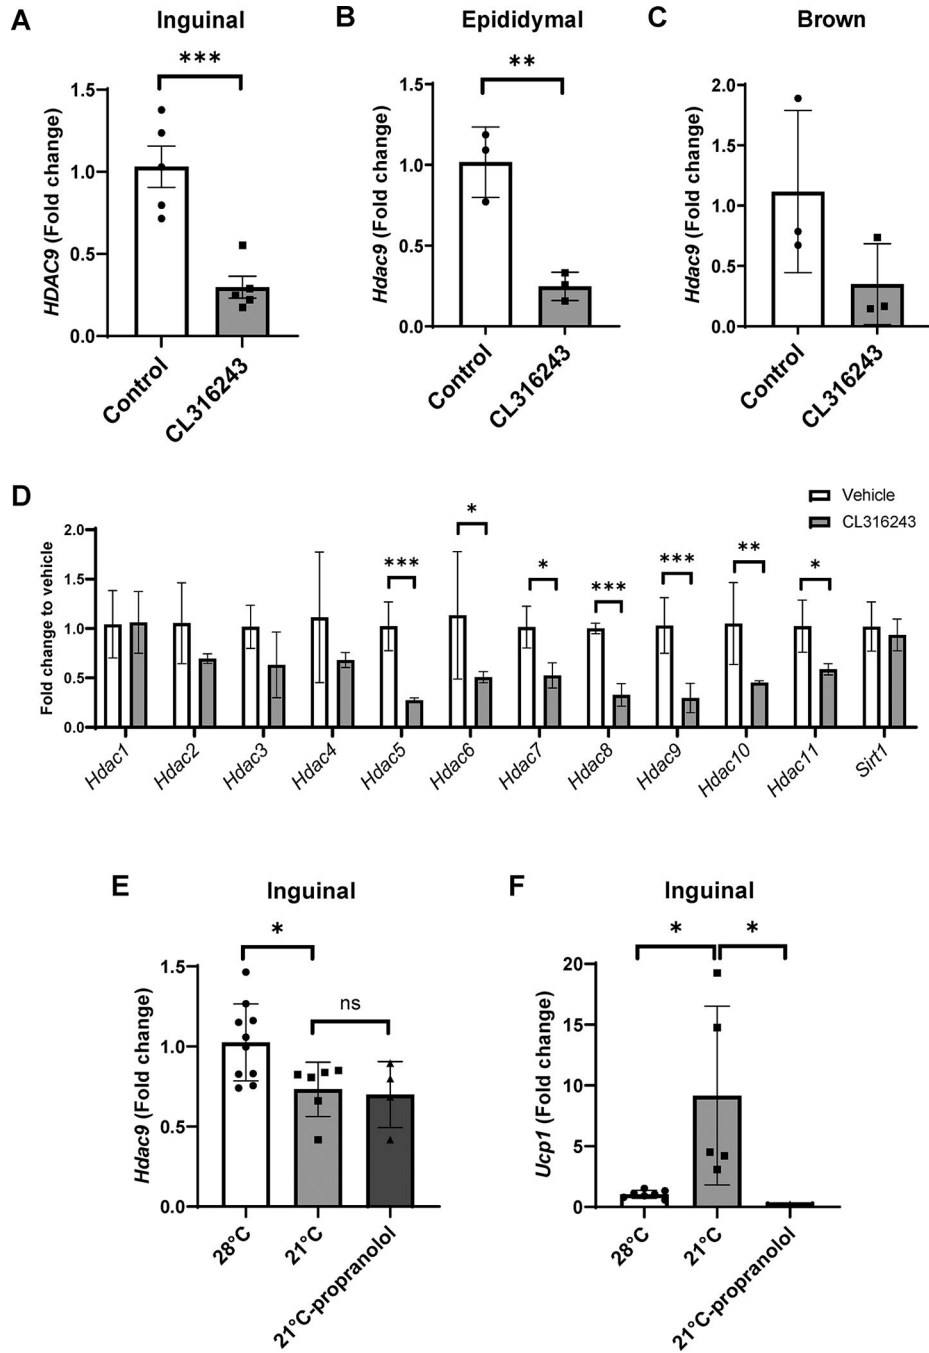 A
Inguinal
***
HDAC9 (Fold change)
1.5
1.0
0.5
0.0
Control
CL316243
B
Epididymal
**
Hdac9 (Fold change)
1.5
1.0
0.5
0.0
Control
CL316243
C
Brown
Hdac9 (Fold change)
2.0
1.5
1.0
0.5
0.0
Control
CL316243
D
Vehicle
CL316243
Fold change to vehicle
2.0
1.5
1.0
0.5
0.0
***
*
*
***
***
**
*
Hdac1
Hdac2
Hdac3
Hdac4
Hdac5
Hdac6
Hdac7
Hdac8
Hdac9
Hdac10
Hdac11
Sirt1
E
Inguinal
*
ns
Hdac9 (Fold change)
1.5
1.0
0.5
0.0
28°C
21°C
21°C-propranolol
F
Inguinal
*
*
Ucp1 (Fold change)
20
15
10
5
0
28°C
21°C
21°C-propranolol